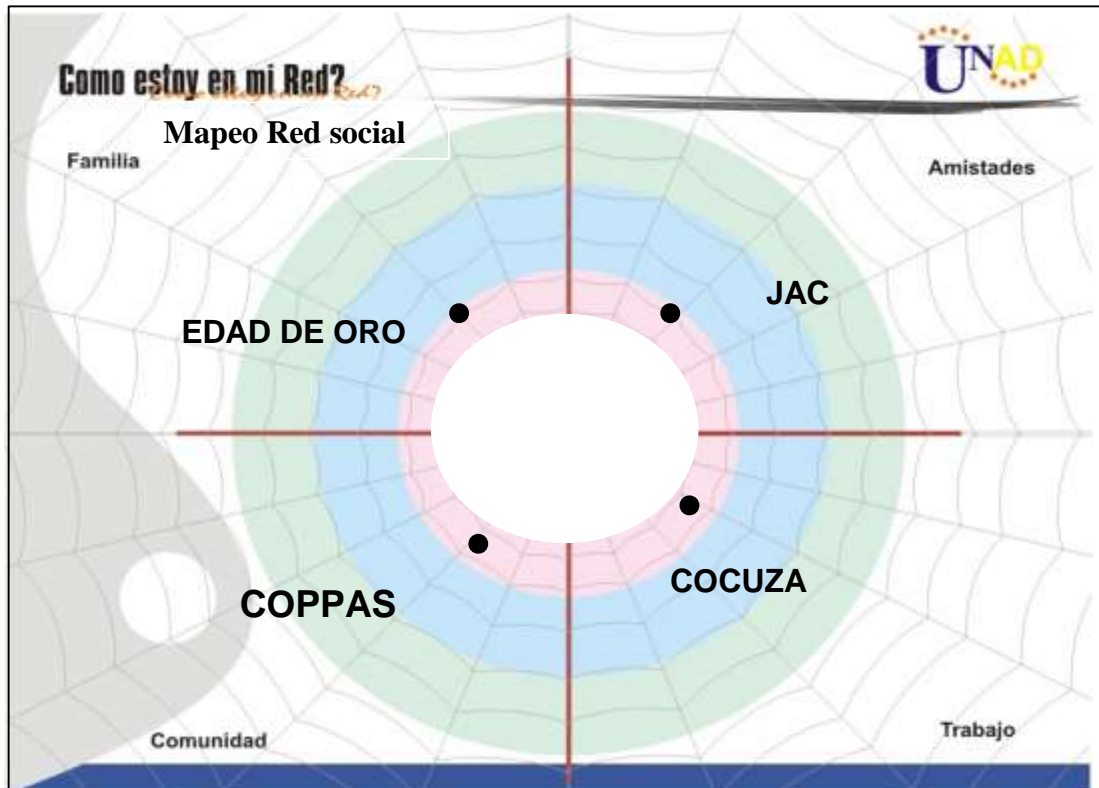 Como estoy en mi Red?
UNAD
Mapeo Red social
Familia
Amistades
JAC
EDAD DE ORO
COCUZA
COPPAS
Trabajo
Comunidad